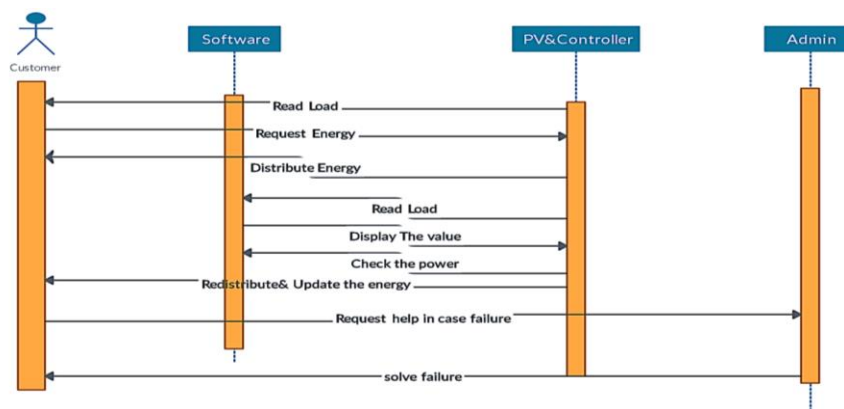 Software
PV&Controller
Admin
Customer
Read Load
Request Energy
Distribute Energy
Read Load
Display The value
Check the power
Redistribute& Update the energy
Request help in case failure
solve failure